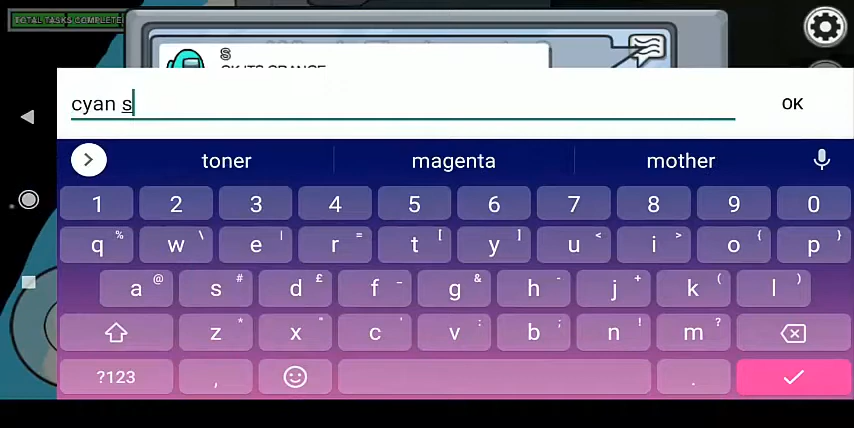 TOTAL TASKS COMPLETE
S
OK ITS ORANGE
cyan s
OK
toner magenta mother
1 2 3 4 5 6 7 8 9 0
q % w \ e | r = t [ y ] u < i > o { p }
a @ s # d £ f _ g & h - j + k ( l )
z * x " c ' v : b ; n ! m ?
?123 , .